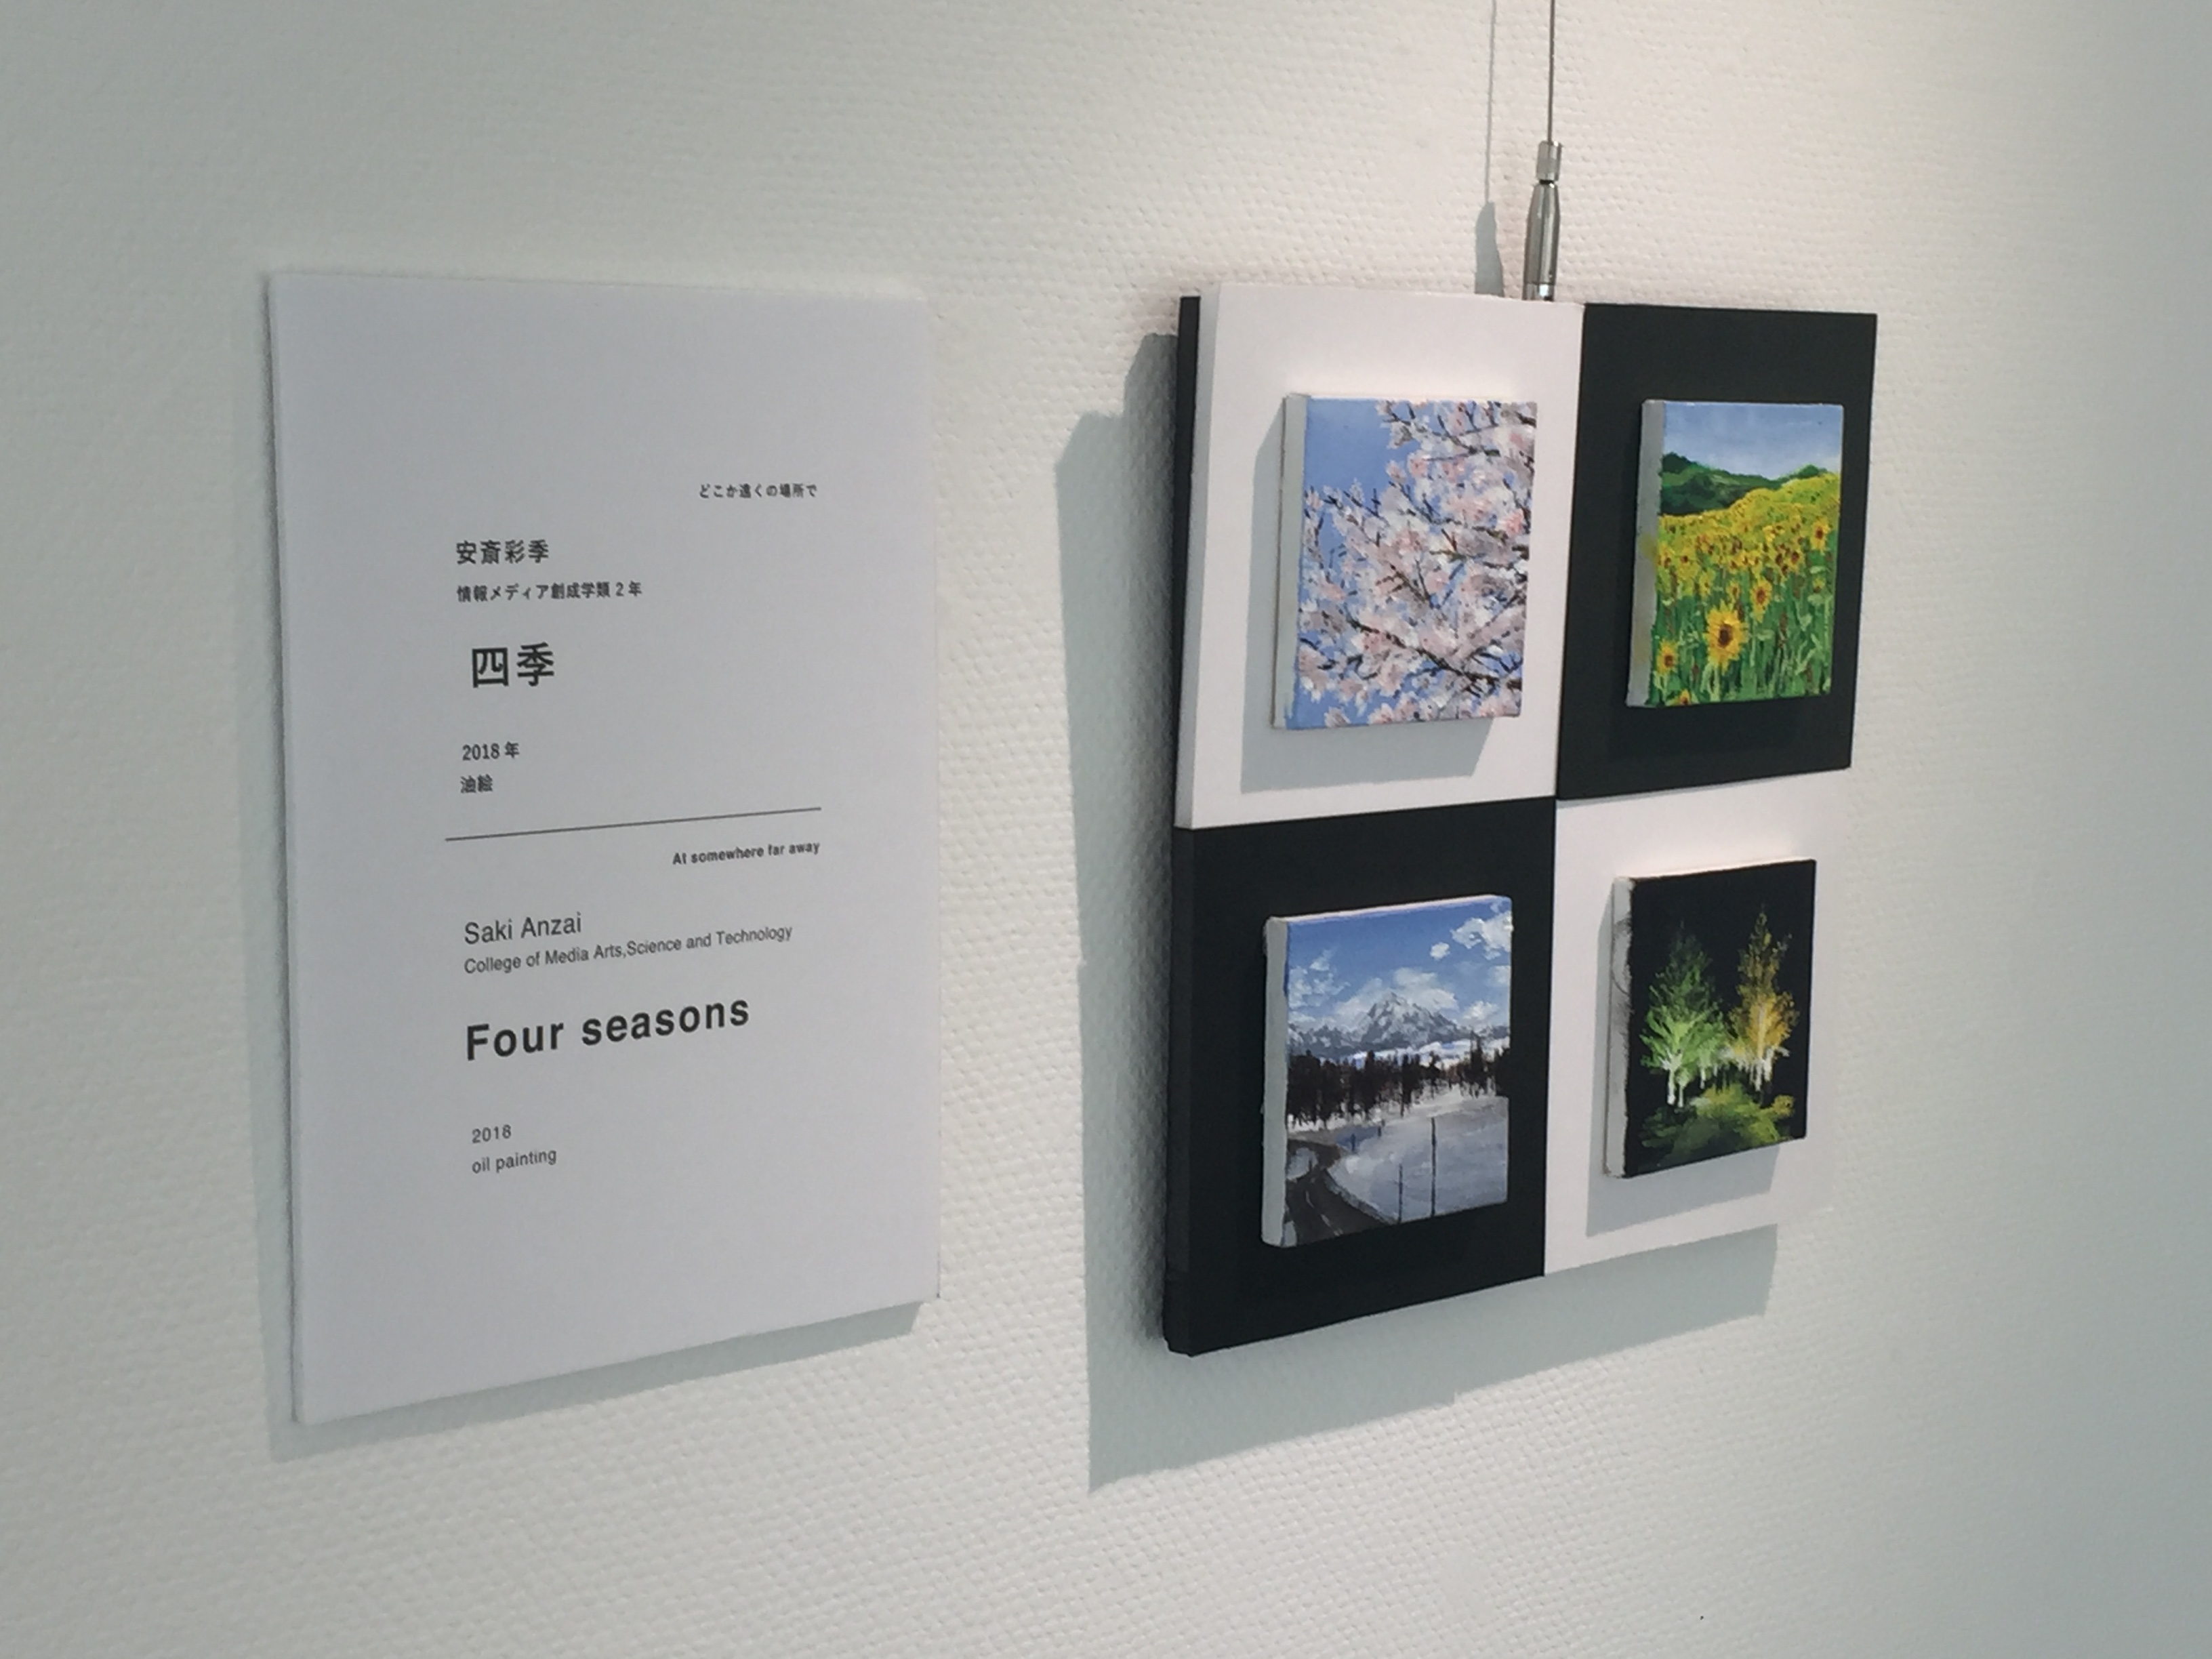 どこか遠くの場所で
安斎彩季
情報メディア創成学類 2 年
四季
2018 年
油絵
At somewhere far away
Saki Anzai
College of Media Arts,Science and Technology
Four seasons
2018
oil painting